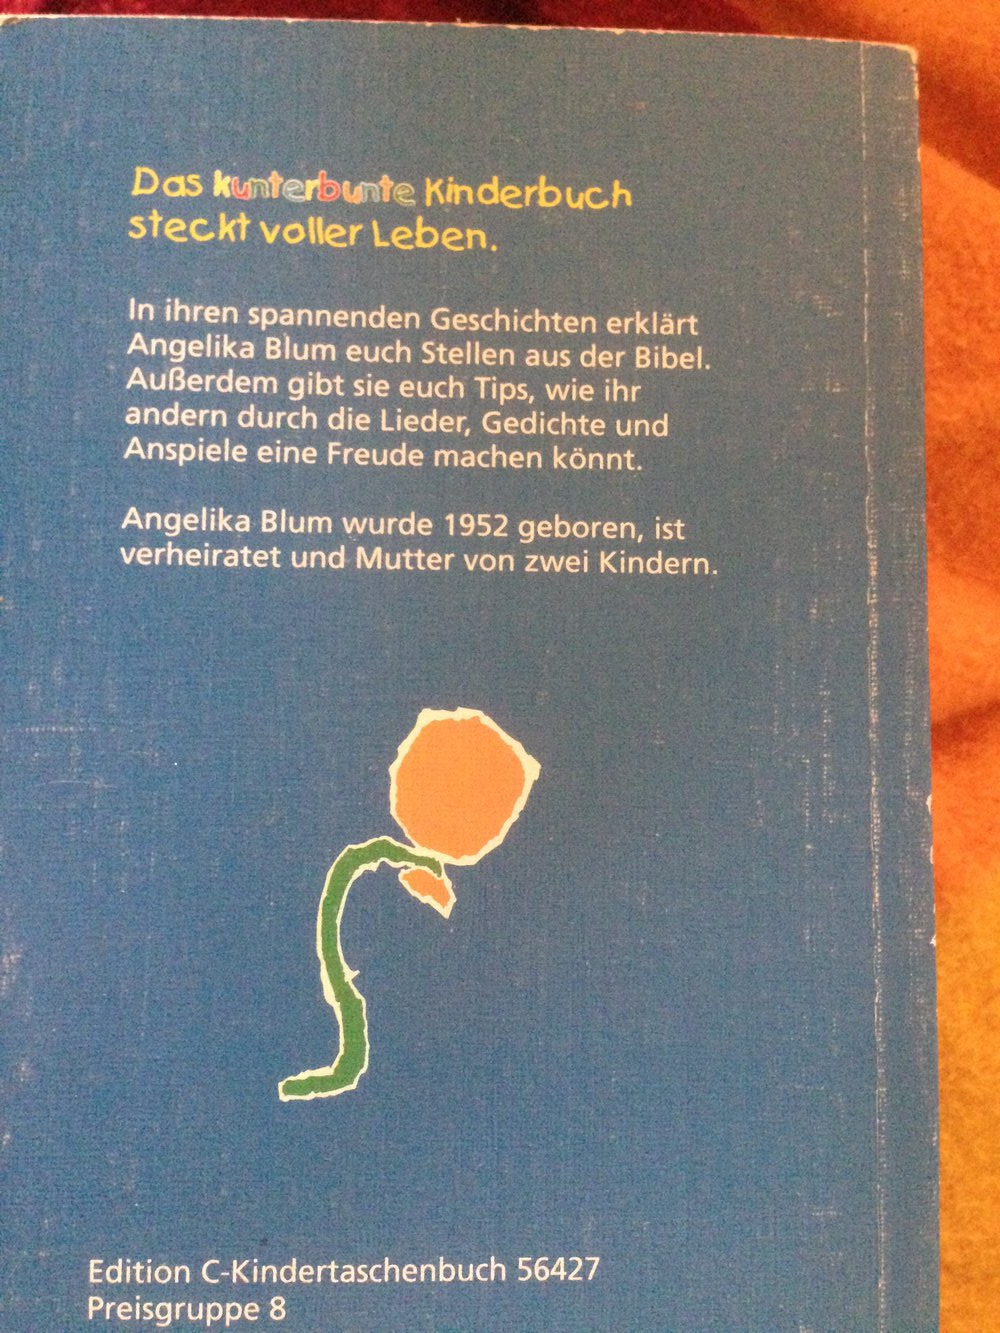 Das kunterbunte Kinderbuch
steckt voller Leben.
In ihren spannenden Geschichten erklärt
Angelika Blum euch Stellen aus der Bibel.
Außerdem gibt sie euch Tips, wie ihr
andern durch die Lieder, Gedichte und
Anspiele eine Freude machen könnt.
Angelika Blum wurde 1952 geboren, ist
verheiratet und Mutter von zwei Kindern.
Edition C-Kindertaschenbuch 56427
Preisgruppe 8